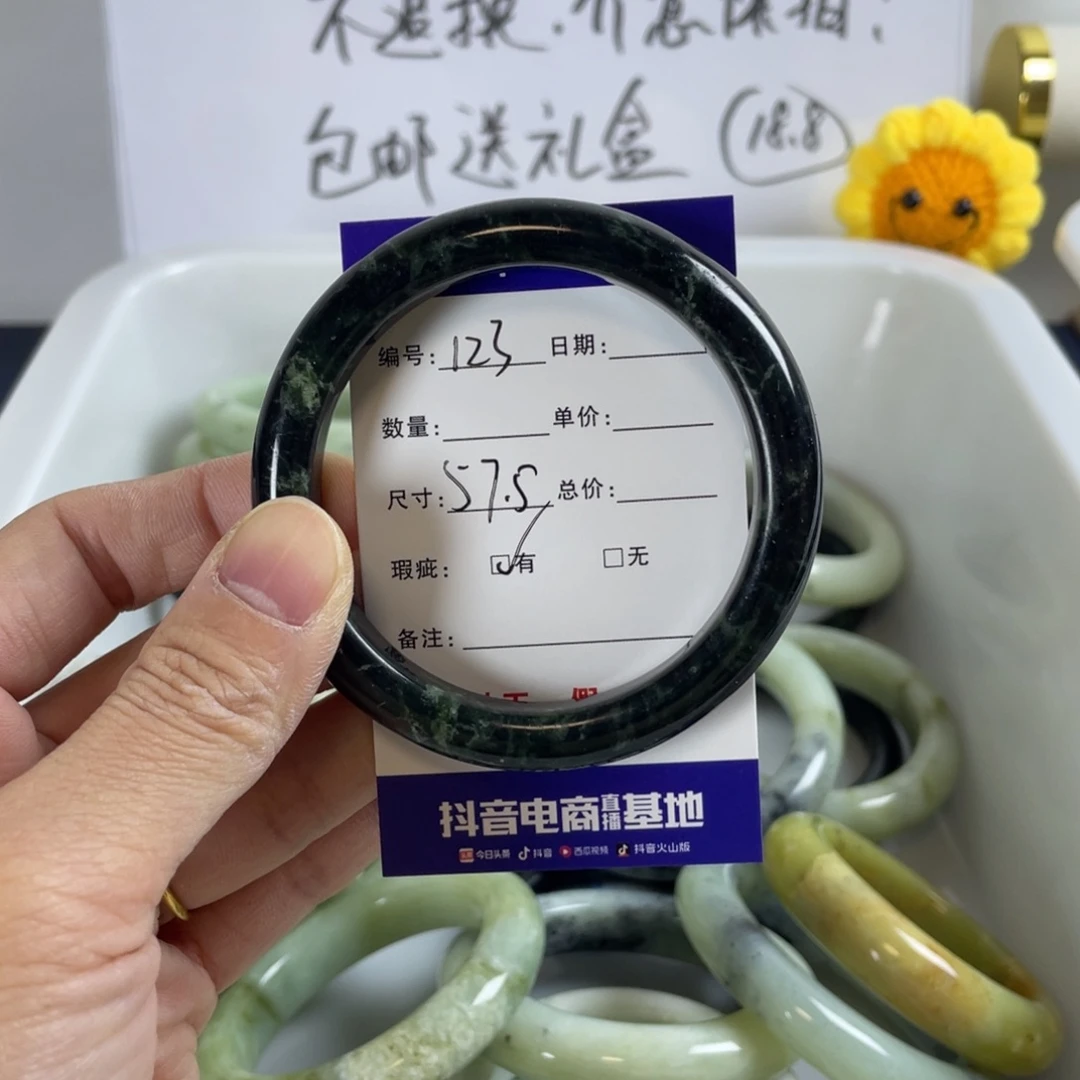 不退换.介意慎拍!
包邮送礼盒 (18.8)
编号: 123 日期:
数量: 单价:
尺寸: 57.5 总价:
瑕疵: ☑有 □无
备注:
假
抖音电商直播基地
今日头条 抖音 西瓜视频 抖音火山版